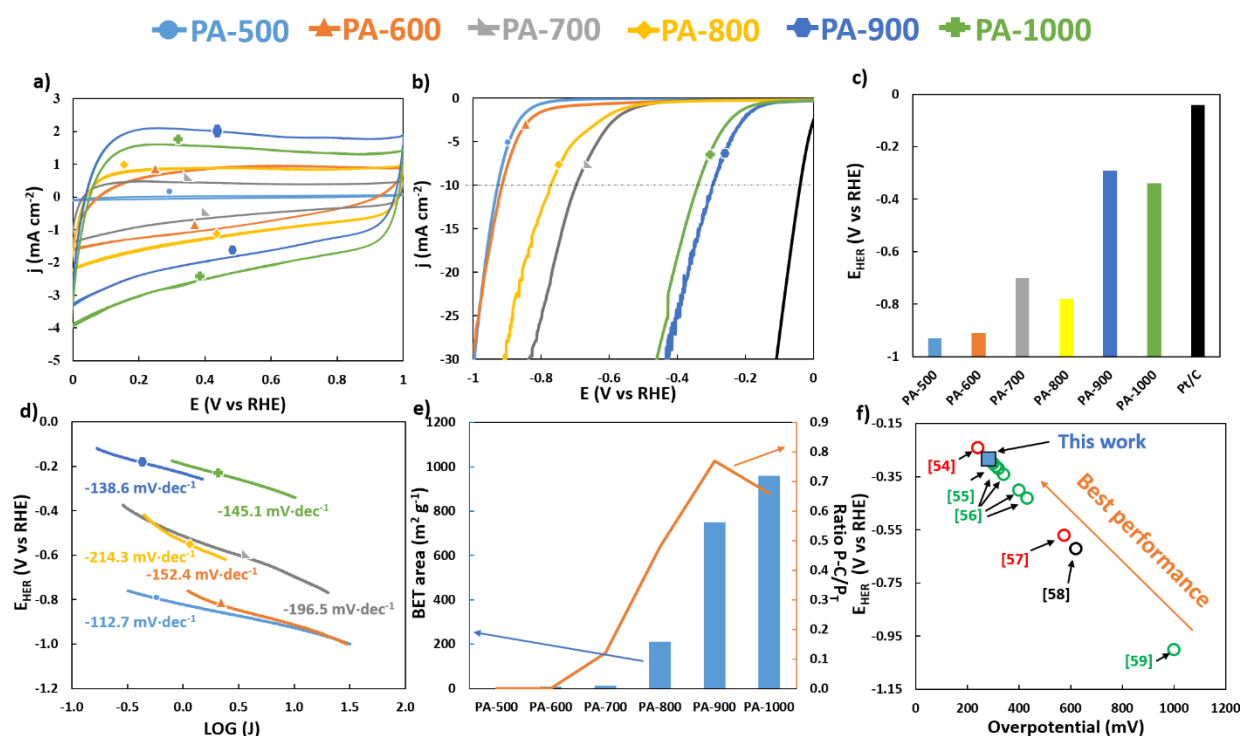 PA-500 PA-600 PA-700 PA-800 PA-900 PA-1000
a)
3
2
1
0
-1
-2
-3
-4
-5
j (mA cm-2)
0 0.2 0.4 0.6 0.8 1
E (V vs RHE)
b)
0
-5
-10
-15
-20
-25
-30
j (mA cm-2)
-1 -0.8 -0.6 -0.4 -0.2 0
E (V vs RHE)
c)
0
-0.2
-0.4
-0.6
-0.8
-1
EHER (V vs RHE)
PA-500 PA-600 PA-700 PA-800 PA-900 PA-1000 Pt/C
d)
0.0
-0.2
-0.4
-0.6
-0.8
-1.0
-1.2
EHER (V vs RHE)
-138.6 mV·dec-1
-145.1 mV·dec-1
-214.3 mV·dec-1
-152.4 mV·dec-1
-196.5 mV·dec-1
-112.7 mV·dec-1
-1.0 -0.5 0.0 0.5 1.0 1.5 2.0
LOG (J)
e)
1200
1000
800
600
400
200
0
BET area (m2 g-1)
0.9
0.8
0.7
0.6
0.5
0.4
0.3
0.2
0.1
0.0
Ratio P-C/PT
PA-500 PA-600 PA-700 PA-800 PA-900 PA-1000
f)
-0.15
-0.35
-0.55
-0.75
-0.95
-1.15
EHER (V vs RHE)
This work
[54]
[55]
[56]
[57]
[58]
[59]
Best performance
0 200 400 600 800 1000 1200
Overpotential (mV)